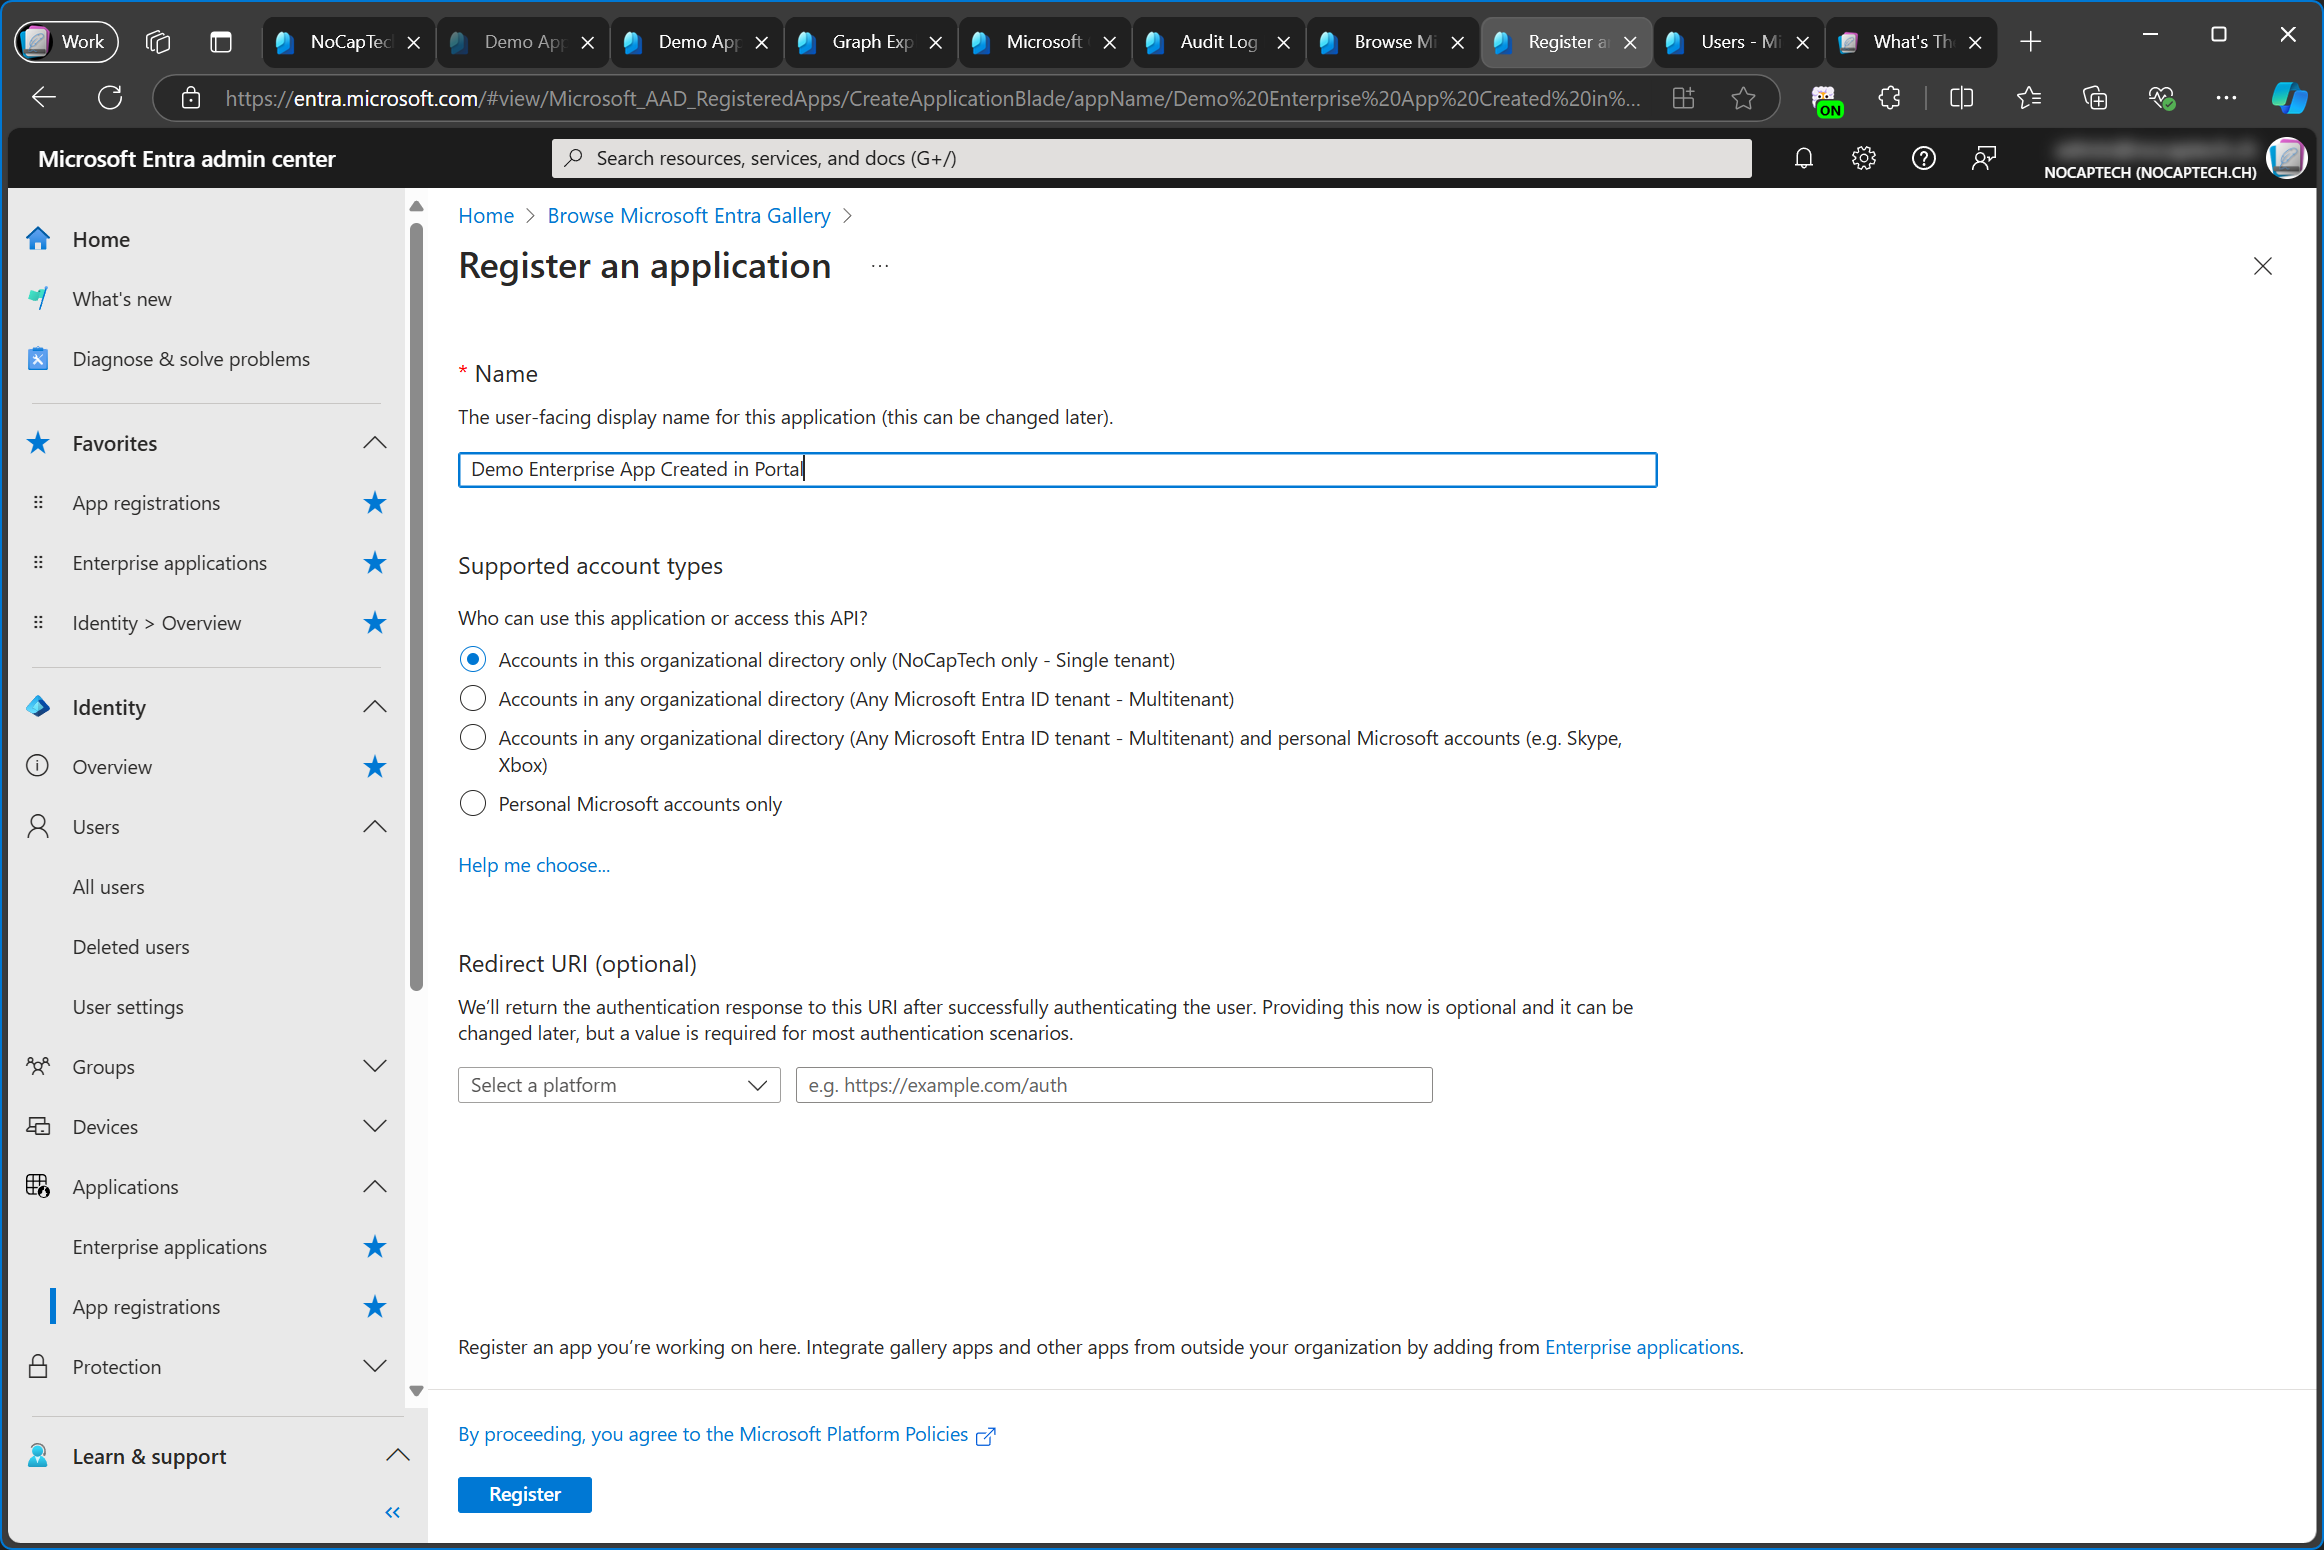 Work
NoCapTec
Demo App
Demo App
Graph Exp
Microsoft
Audit Log
Browse Mi
Register a
Users - Mi
What's Th
https://entra.microsoft.com/#view/Microsoft_AAD_RegisteredApps/CreateApplicationBlade/appName/Demo%20Enterprise%20App%20Created%20in%...
ON
Microsoft Entra admin center
Search resources, services, and docs (G+/)
NOCAPTECH (NOCAPTECH.CH)
Home
What's new
Diagnose & solve problems
Favorites
App registrations
Enterprise applications
Identity > Overview
Identity
Overview
Users
All users
Deleted users
User settings
Groups
Devices
Applications
Enterprise applications
App registrations
Protection
Learn & support
Home > Browse Microsoft Entra Gallery >
Register an application ...
* Name
The user-facing display name for this application (this can be changed later).
Demo Enterprise App Created in Portal
Supported account types
Who can use this application or access this API?
Accounts in this organizational directory only (NoCapTech only - Single tenant)
Accounts in any organizational directory (Any Microsoft Entra ID tenant - Multitenant)
Accounts in any organizational directory (Any Microsoft Entra ID tenant - Multitenant) and personal Microsoft accounts (e.g. Skype,
Xbox)
Personal Microsoft accounts only
Help me choose...
Redirect URI (optional)
We'll return the authentication response to this URI after successfully authenticating the user. Providing this now is optional and it can be
changed later, but a value is required for most authentication scenarios.
Select a platform
e.g. https://example.com/auth
Register an app you're working on here. Integrate gallery apps and other apps from outside your organization by adding from Enterprise applications.
By proceeding, you agree to the Microsoft Platform Policies
Register